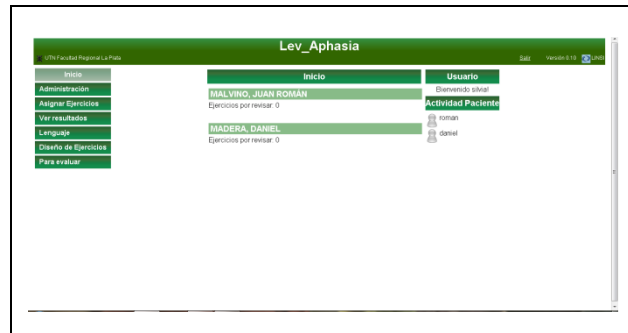 Lev_Aphasia
UTN Facultad Regional La Plata
Salir
Versión 0.13
UNSJ
Inicio
Administración
Asignar Ejercicios
Ver resultados
Lenguaje
Diseño de Ejercicios
Para evaluar
Inicio
MALVINO, JUAN ROMÁN
Ejercicios por revisar: 0
MADERA, DANIEL
Ejercicios por revisar: 0
Usuario
Bienvenido silvia!
Actividad Paciente
roman
daniel